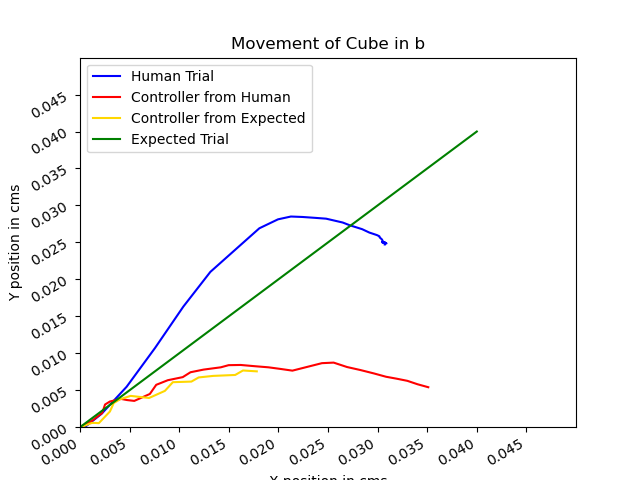 Movement of Cube in b
Human Trial
Controller from Human
Controller from Expected
Expected Trial
Y position in cms
0.045
0.040
0.035
0.030
0.025
0.020
0.015
0.010
0.005
0.000
0.000 0.005 0.010 0.015 0.020 0.025 0.030 0.035 0.040 0.045
position in cms